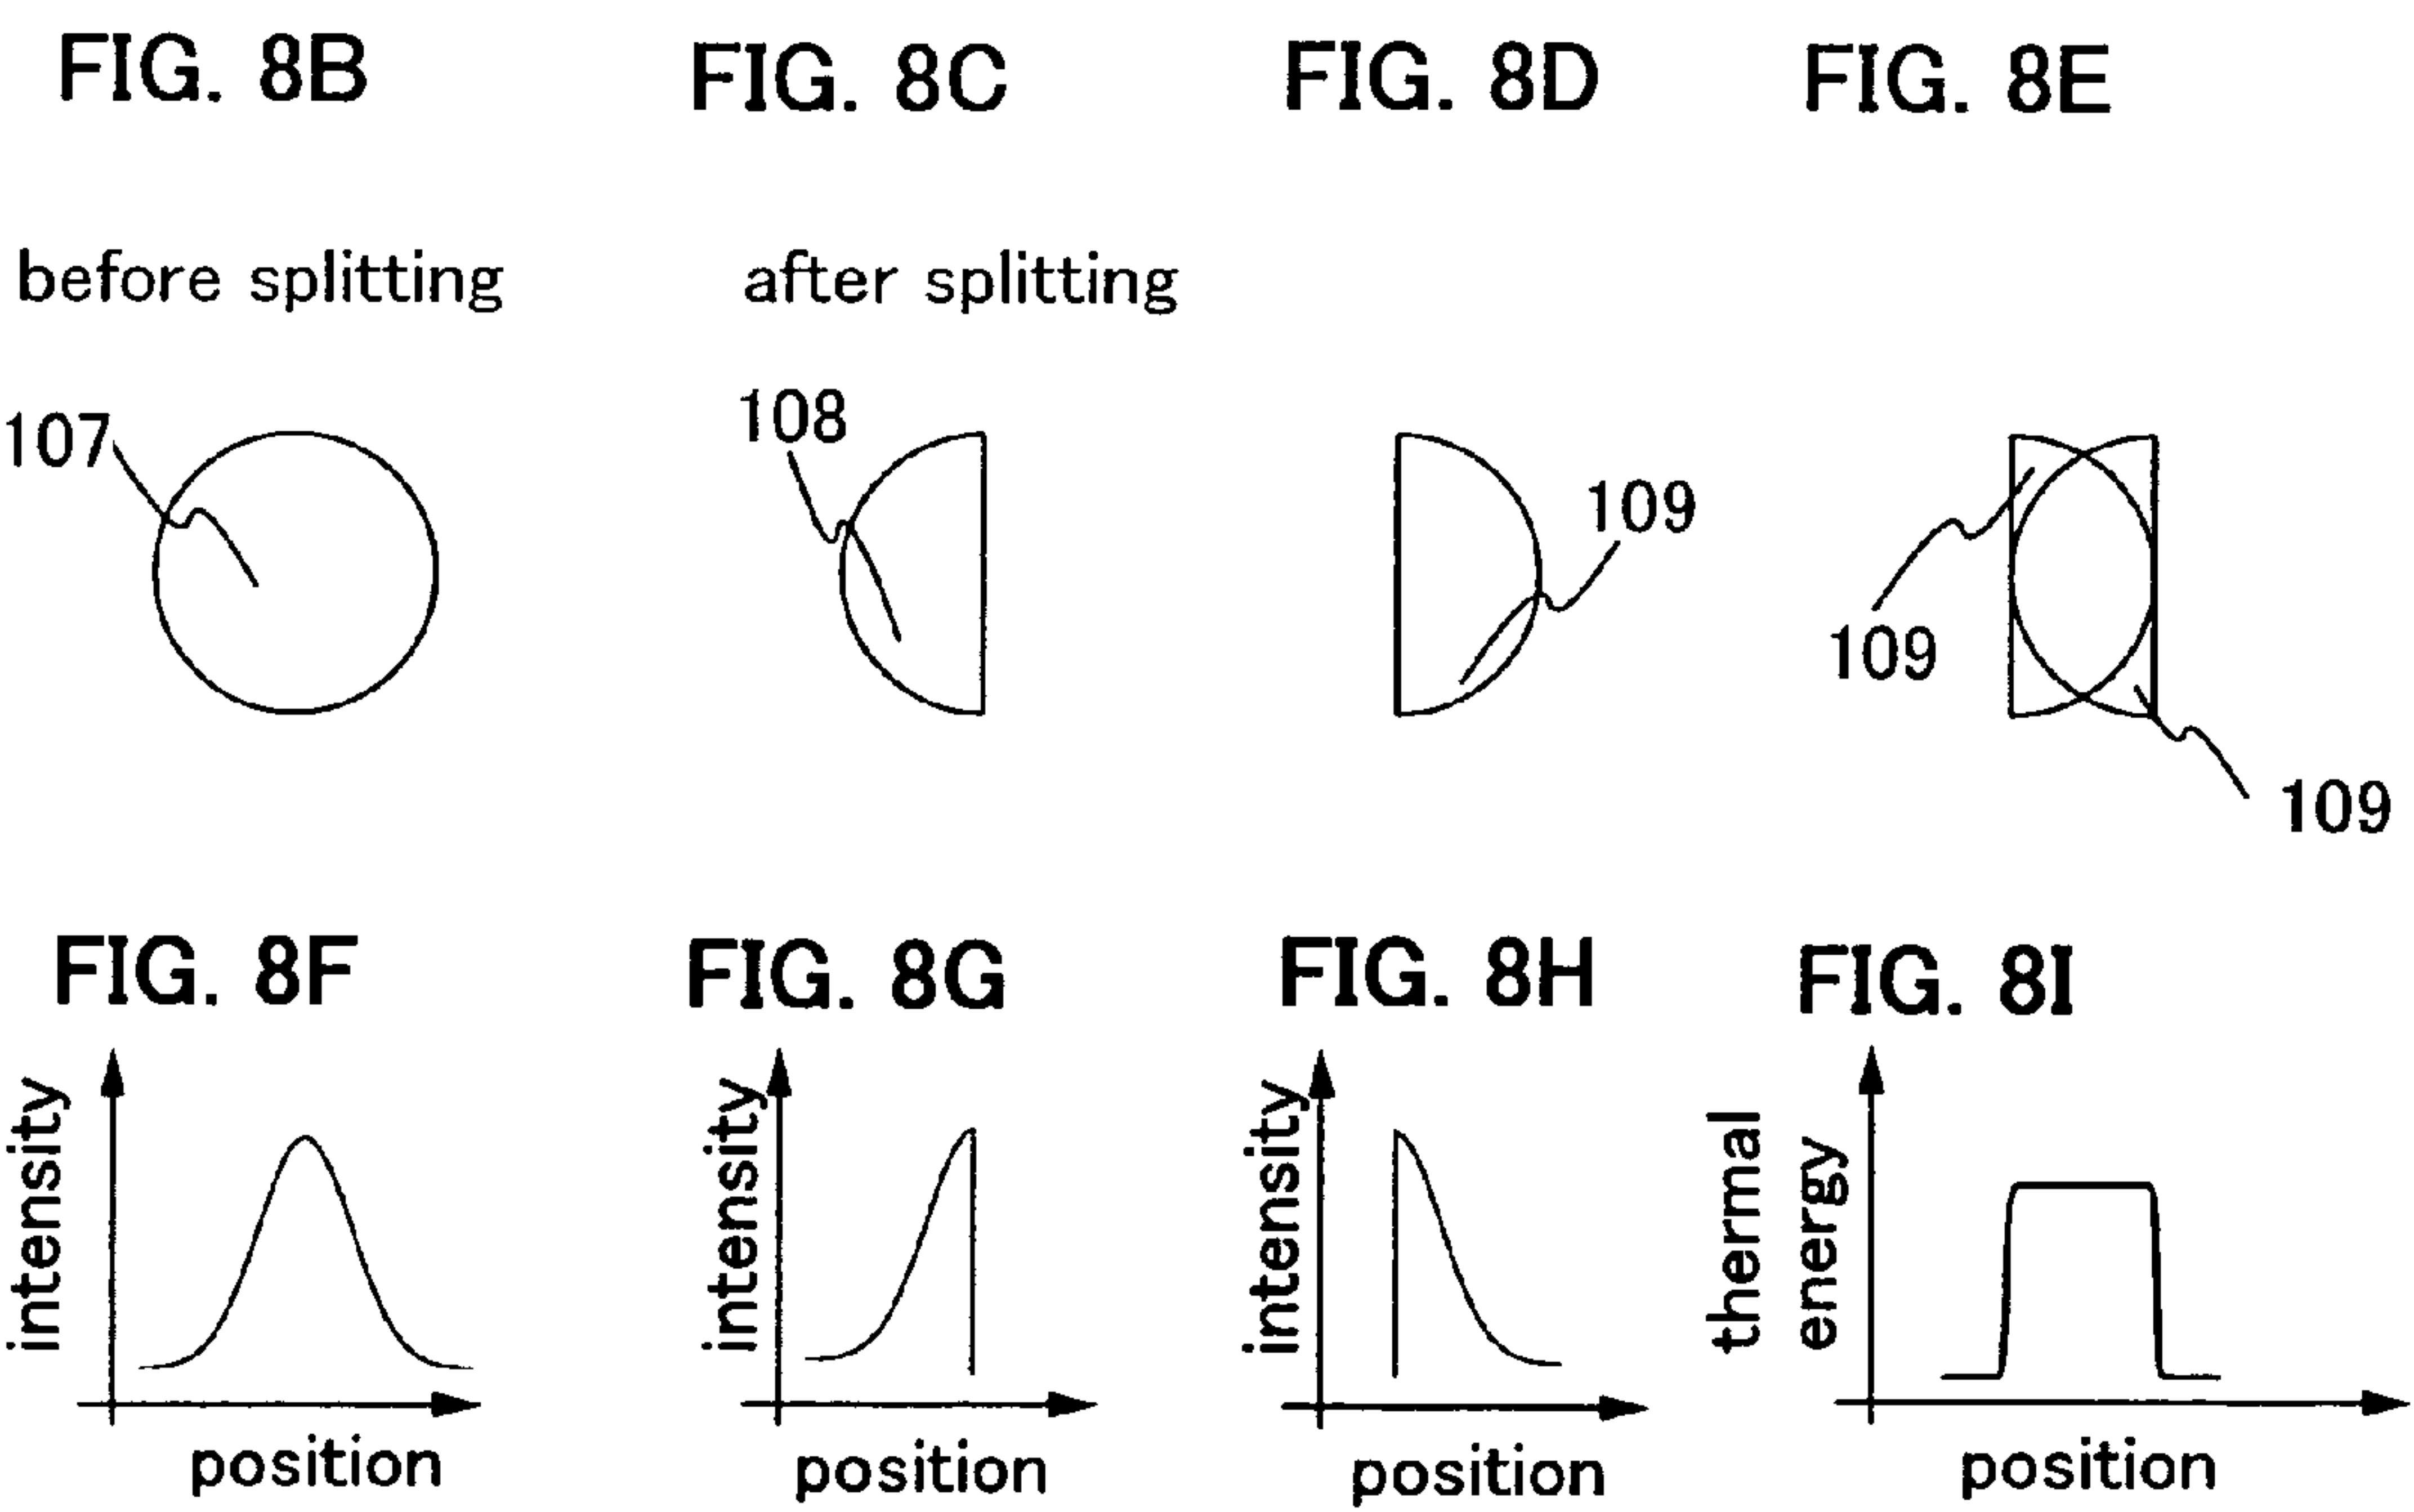 FIG. 8B FIG. 8C FIG. 8D FIG. 8E
before splitting after splitting
107 108 109 109 109
FIG. 8F FIG. 8G FIG. 8H FIG. 8I
intensity intensity intensity thermal energy
position position position position